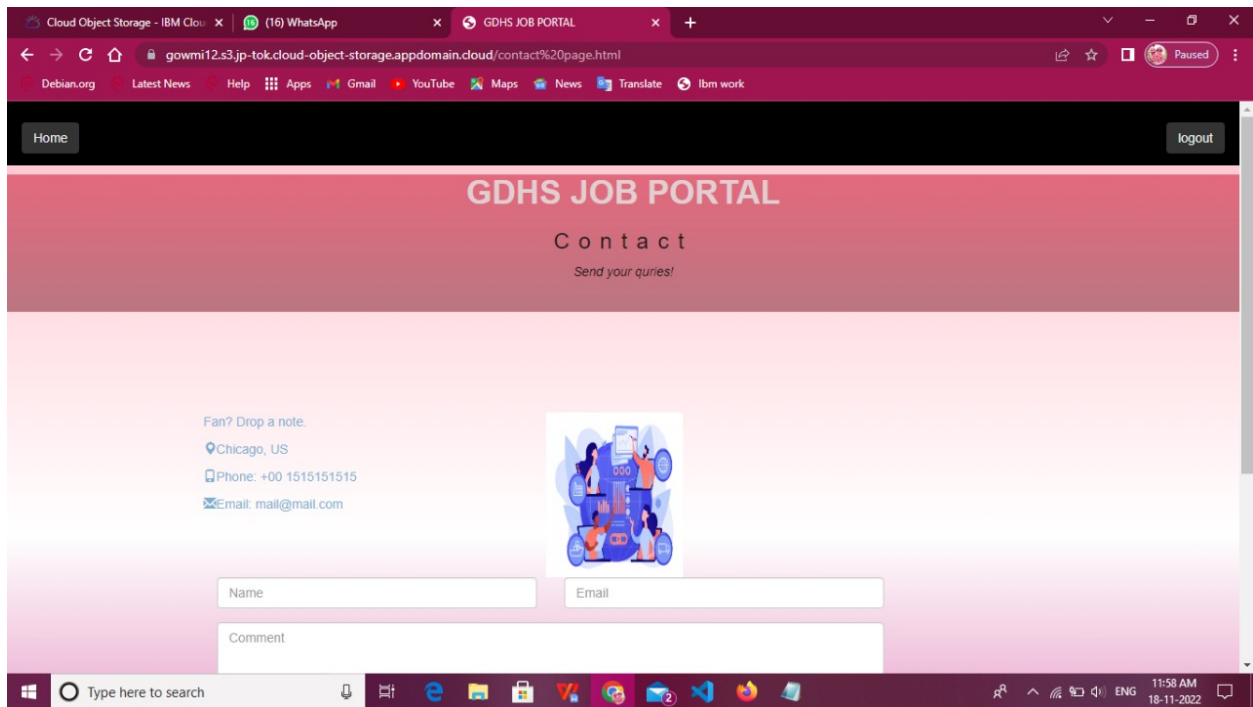 Cloud Object Storage - IBM Clou
(16) WhatsApp
GDHS JOB PORTAL
gowmi12.s3.jp-tok.cloud-object-storage.appdomain.cloud/contact%20page.html
Paused
Debian.org Latest News Help Apps Gmail YouTube Maps News Translate Ibm work
Home logout
GDHS JOB PORTAL
Contact
Send your quries!
Fan? Drop a note.
Chicago, US
Phone: +00 1515151515
Email: mail@mail.com
Name Email
Comment
Type here to search
ENG
11:58 AM
18-11-2022